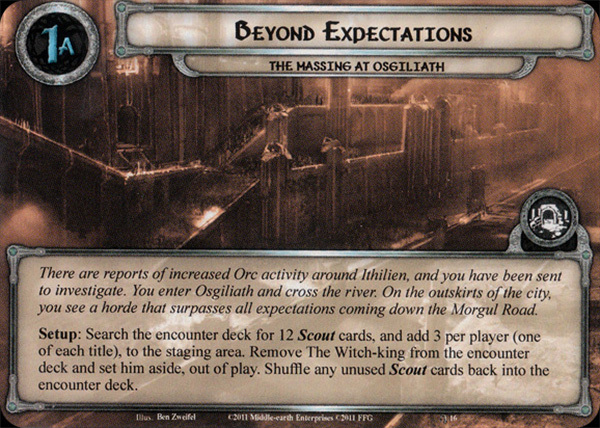 1A
BEYOND EXPECTATIONS
THE MASSING AT OSGILIATH
There are reports of increased Orc activity around Ithilien, and you have been sent
to investigate. You enter Osgiliath and cross the river. On the outskirts of the city,
you see a horde that surpasses all expectations coming down the Morgul Road.
Setup: Search the encounter deck for 12 Scout cards, and add 3 per player (one
of each title), to the staging area. Remove The Witch-king from the encounter
deck and set him aside, out of play. Shuffle any unused Scout cards back into the
encounter deck.
Illus. Ben Zweifel ©2011 Middle-earth Enterprises ©2011 FFG